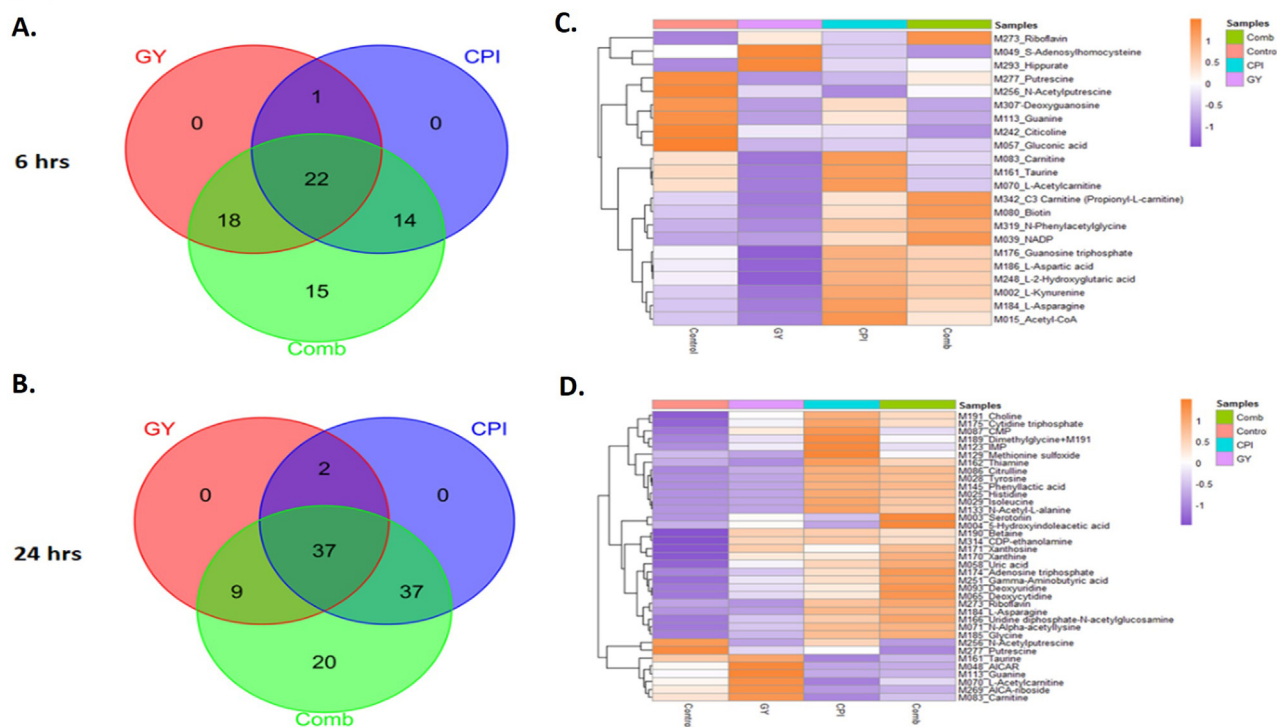 A.
GY
CPI
1
0
0
6 hrs
22
18
14
15
Comb
B.
GY
CPI
2
0
0
24 hrs
37
9
37
20
Comb
C.
Samples
M273_Riboflavin
M049_S-Adenosylhomocysteine
M293_Hippurate
M277_Putrescine
M256_N-Acetylputrescine
M307'-Deoxyguanosine
M113_Guanine
M242_Citicoline
M057_Gluconic acid
M083_Carnitine
M161_Taurine
M070_L-Acetylcarnitine
M342_C3 Carnitine (Propionyl-L-carnitine)
M080_Biotin
M319_N-Phenylacetylglycine
M039_NADP
M176_Guanosine triphosphate
M186_L-Aspartic acid
M248_L-2-Hydroxyglutaric acid
M002_L-Kynurenine
M184_L-Asparagine
M015_Acetyl-CoA
Control
GY
CPI
Comb
1
0.5
0
-0.5
-1
Samples
Comb
Contro
CPI
GY
D.
Samples
M191_Choline
M175_Cytidine triphosphate
M087_CMP
M189_Dimethylglycine+M191
M123_IMP
M129_Methionine sulfoxide
M162_Thiamine
M086_Citrulline
M028_Tyrosine
M145_Phenyllactic acid
M025_Histidine
M029_Isoleucine
M133_N-Acetyl-L-alanine
M003_Serotonin
M004_5-Hydroxyindoleacetic acid
M190_Betaine
M314_CDP-ethanolamine
M171_Xanthosine
M170_Xanthine
M058_Uric acid
M174_Adenosine triphosphate
M251_Gamma-Aminobutyric acid
M093_Deoxyuridine
M065_Deoxycytidine
M273_Riboflavin
M184_L-Asparagine
M166_Uridine diphosphate-N-acetylglucosamine
M071_N-Alpha-acetyllysine
M185_Glycine
M256_N-Acetylputrescine
M277_Putrescine
M161_Taurine
M048_AICAR
M113_Guanine
M070_L-Acetylcarnitine
M269_AICA-riboside
M083_Carnitine
Control
GY
CPI
Comb
1
0.5
0
-0.5
-1
Samples
Comb
Contro
CPI
GY